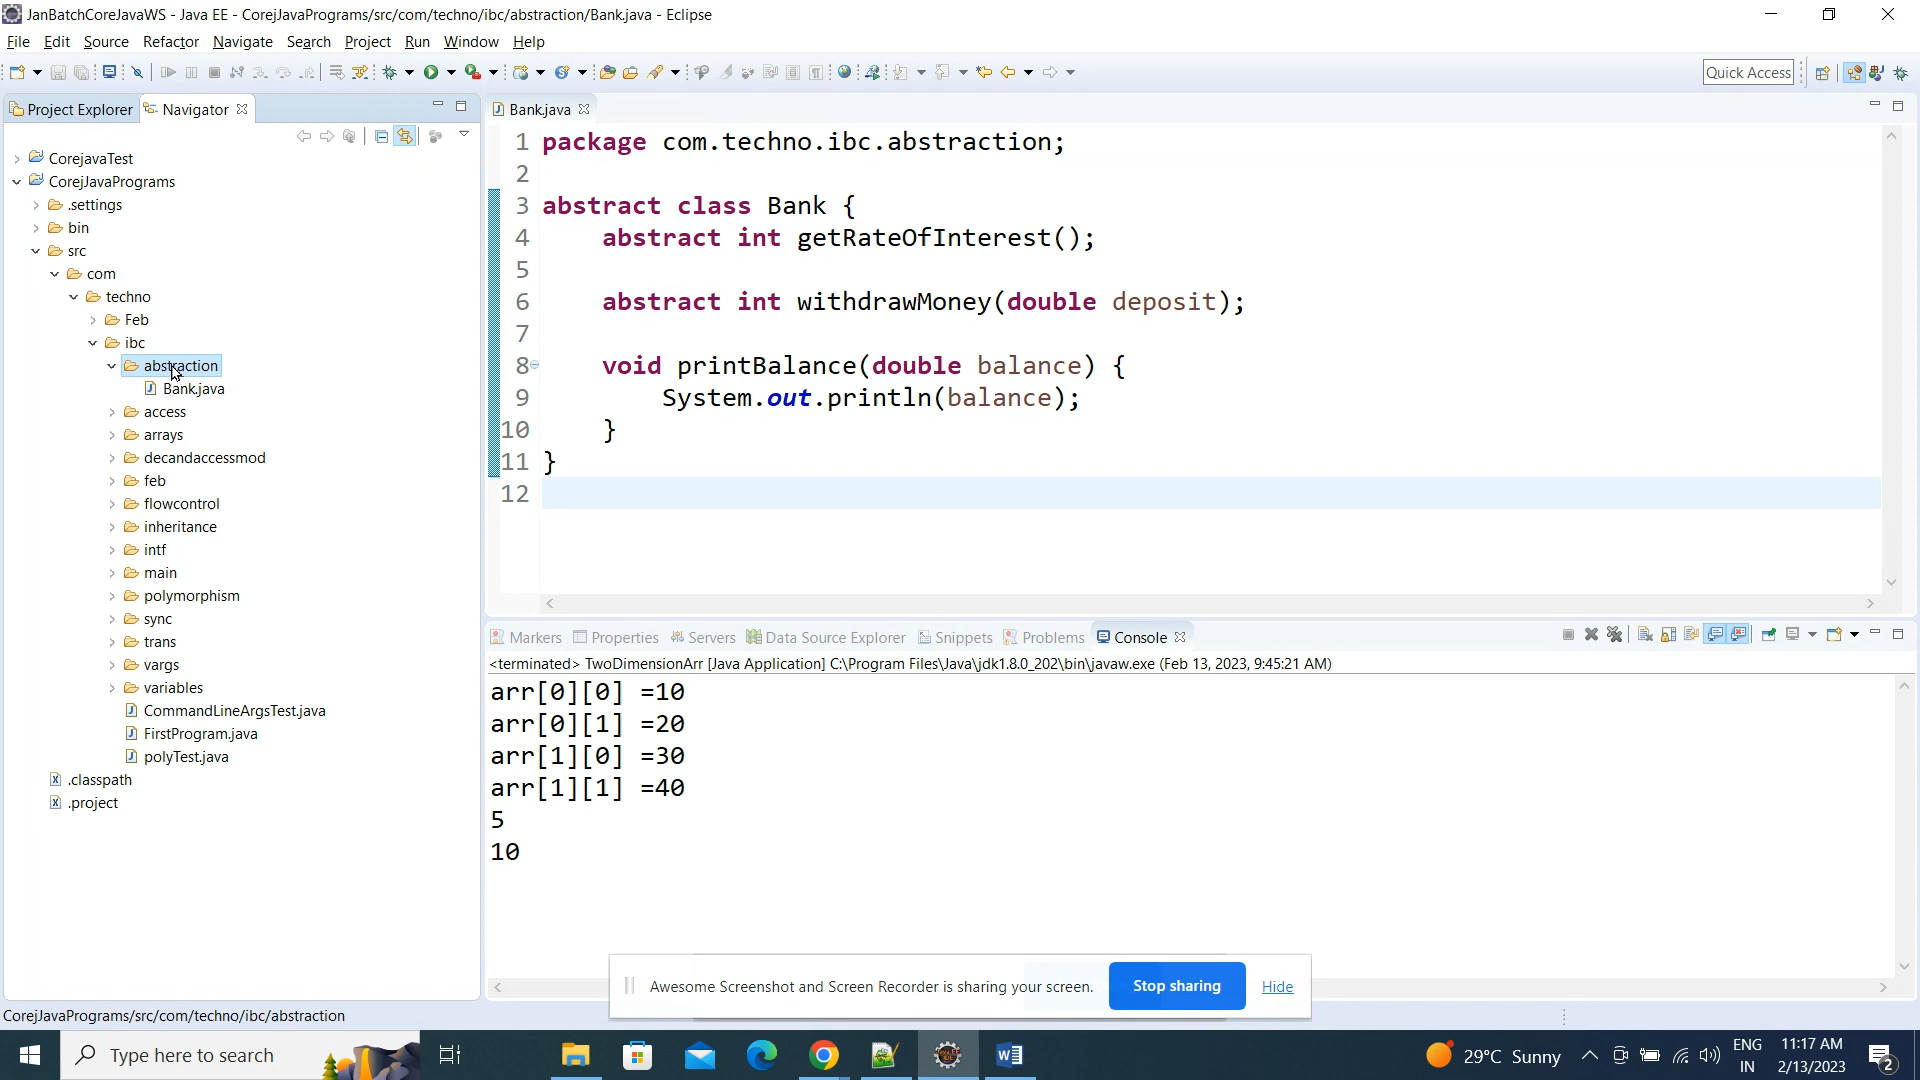 JanBatchCoreJavaWS - Java EE - CorejJavaPrograms/src/com/techno/ibc/abstraction/Bank.java - Eclipse
File Edit Source Refactor Navigate Search Project Run Window Help
Quick Access
Project Explorer Navigator
CorejavaTest
CorejJavaPrograms
.settings
bin
src
com
techno
Feb
ibc
abstraction
Bank.java
access
arrays
decandaccessmod
feb
flowcontrol
inheritance
intf
main
polymorphism
sync
trans
vargs
variables
CommandLineArgsTest.java
FirstProgram.java
polyTest.java
.classpath
.project
Bank.java
1 package com.techno.ibc.abstraction;
2
3 abstract class Bank {
4 abstract int getRateOfInterest();
5
6 abstract int withdrawMoney(double deposit);
7
8 void printBalance(double balance) {
9 System.out.println(balance);
10 }
11 }
12
Markers Properties Servers Data Source Explorer Snippets Problems Console
<terminated> TwoDimensionArr [Java Application] C:\Program Files\Java\jdk1.8.0_202\bin\javaw.exe (Feb 13, 2023, 9:45:21 AM)
arr[0][0] =10
arr[0][1] =20
arr[1][0] =30
arr[1][1] =40
5
10
Awesome Screenshot and Screen Recorder is sharing your screen. Stop sharing Hide
CorejJavaPrograms/src/com/techno/ibc/abstraction
Type here to search
29°C Sunny
ENG
IN
11:17 AM
2/13/2023
2